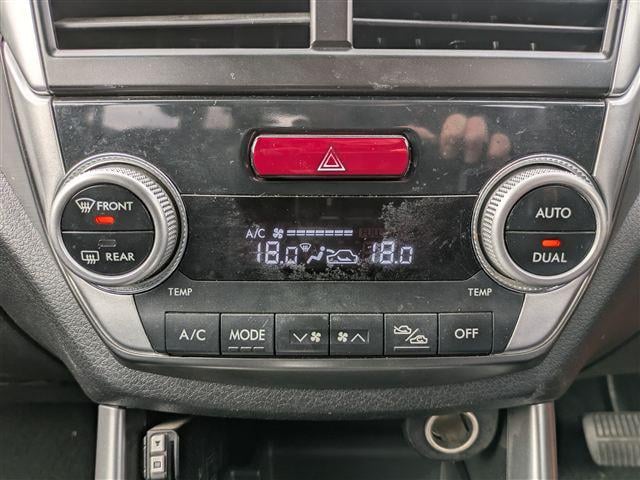 FRONT
REAR
A/C
18.0 18.0
AUTO
DUAL
TEMP
TEMP
A/C
MODE
OFF